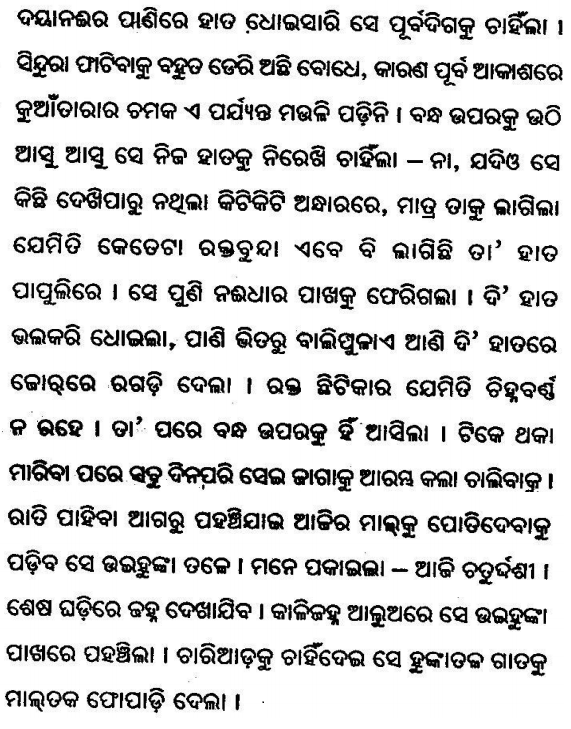 ଦୟାନଈର ପାଣିରେ ହାତ ଧୋଇସାରି ସେ ପୂର୍ବଦିଗକୁ ଚାହିଁଲା ।
ସିନ୍ଦୁରା ଫାଟିବାକୁ ବହୁତ ଡେରି ଅଛି ବୋଧେ, କାରଣ ପୂର୍ବ ଆକାଶରେ
କୁଆଁତାରାର ଚମକ ଏ ପର୍ଯ୍ୟନ୍ତ ମଉଳି ପଡ଼ିନି । ବନ୍ଧ ଉପରକୁ ଉଠି
ଆସୁ ଆସୁ ସେ ନିଜ ହାତକୁ ନିରେଖି ଚାହିଁଲା – ନା, ଯଦିଓ ସେ
କିଛି ଦେଖିପାରୁ ନଥିଲା କିଟିକିଟି ଅନ୍ଧାରରେ, ମାତ୍ର ତାକୁ ଲାଗିଲା
ଯେମିତି କେତେଟା ରକ୍ତବୁନ୍ଦା ଏବେ ବି ଲାଗିଛି ତା’ ହାତ
ପାପୁଲିରେ । ସେ ପୁଣି ନଈଧାର ପାଖକୁ ଫେରିଗଲା । ଦି’ ହାତ
ଭଲକରି ଧୋଇଲା, ପାଣି ଭିତରୁ ବାଲିମୁଳାଏ ଆଣି ଦି’ ହାତରେ
ଜୋର୍‌ରେ ରଗଡ଼ି ଦେଲା । ରକ୍ତ ଛିଟିକାର ଯେମିତି ଚିହ୍ନବର୍ଣ୍ଣ
ନ ରହେ । ତା’ ପରେ ବନ୍ଧ ଉପରକୁ ହିଁ ଆସିଲା । ଟିକେ ଥକା
ମାରିବା ପରେ ସବୁ ଦିନପରି ସେଇ ଜାଗାକୁ ଆରମ୍ଭ କଲା ଚାଲିବାକୁ ।
ରାତି ପାହିବା ଆଗରୁ ପହଞ୍ଚିଯାଇ ଆଜିର ମାଲ୍‌କୁ ପୋତିଦେବାକୁ
ପଡ଼ିବ ସେ ଉଇହୁଙ୍କା ତଳେ । ମନେ ପକାଇଲା – ଆଜି ଚତୁର୍ଦ୍ଦଶୀ ।
ଶେଷ ଘଡ଼ିରେ ଜହ୍ନ ଦେଖାଯିବ । କାଳିଜହ୍ନ ଆଲୁଅରେ ସେ ଉଇହୁଙ୍କା
ପାଖରେ ପହଞ୍ଚିଲା । ଚାରିଆଡ଼କୁ ଚାହିଁଦେଇ ସେ ହୁଙ୍କାତଳ ଗାତକୁ
ମାଲ୍‌ତକ ଫୋପାଡ଼ି ଦେଲା ।